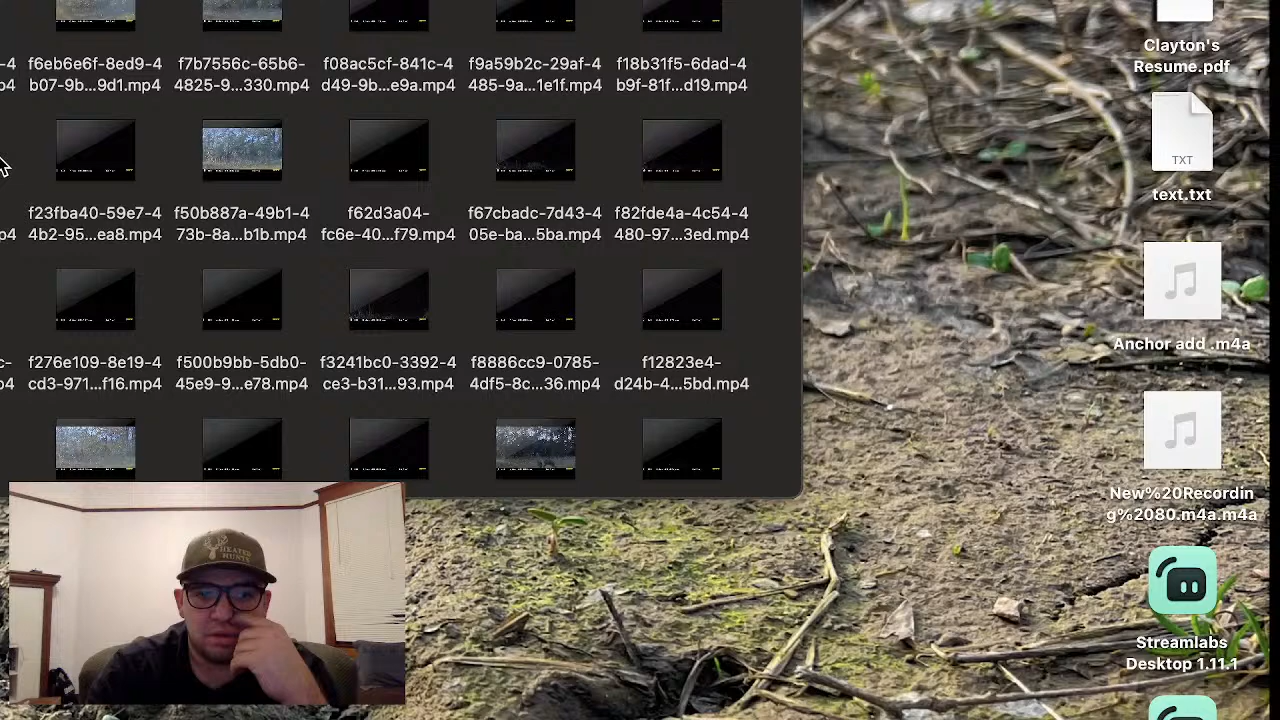 f6eb6e6f-8ed9-4
b07-9b...9d1.mp4
f7b7556c-65b6-
4825-9...330.mp4
f08ac5cf-841c-4
d49-9b...e9a.mp4
f9a59b2c-29af-4
485-9a...1e1f.mp4
f18b31f5-6dad-4
b9f-81f...d19.mp4
f23fba40-59e7-4
4b2-95...ea8.mp4
f50b887a-49b1-4
73b-8a...b1b.mp4
f62d3a04-
fc6e-40...f79.mp4
f67cbadc-7d43-4
05e-ba...5ba.mp4
f82fde4a-4c54-4
480-97...3ed.mp4
f276e109-8e19-4
cd3-971...f16.mp4
f500b9bb-5db0-
45e9-9...e78.mp4
f3241bc0-3392-4
ce3-b31...93.mp4
f8886cc9-0785-
4df5-8c...36.mp4
f12823e4-
d24b-4...5bd.mp4
Clayton's
Resume.pdf
TXT
text.txt
Anchor add .m4a
New%20Recordin
g%2080.m4a.m4a
Streamlabs
Desktop 1.11.1
HEATED
HUNTS